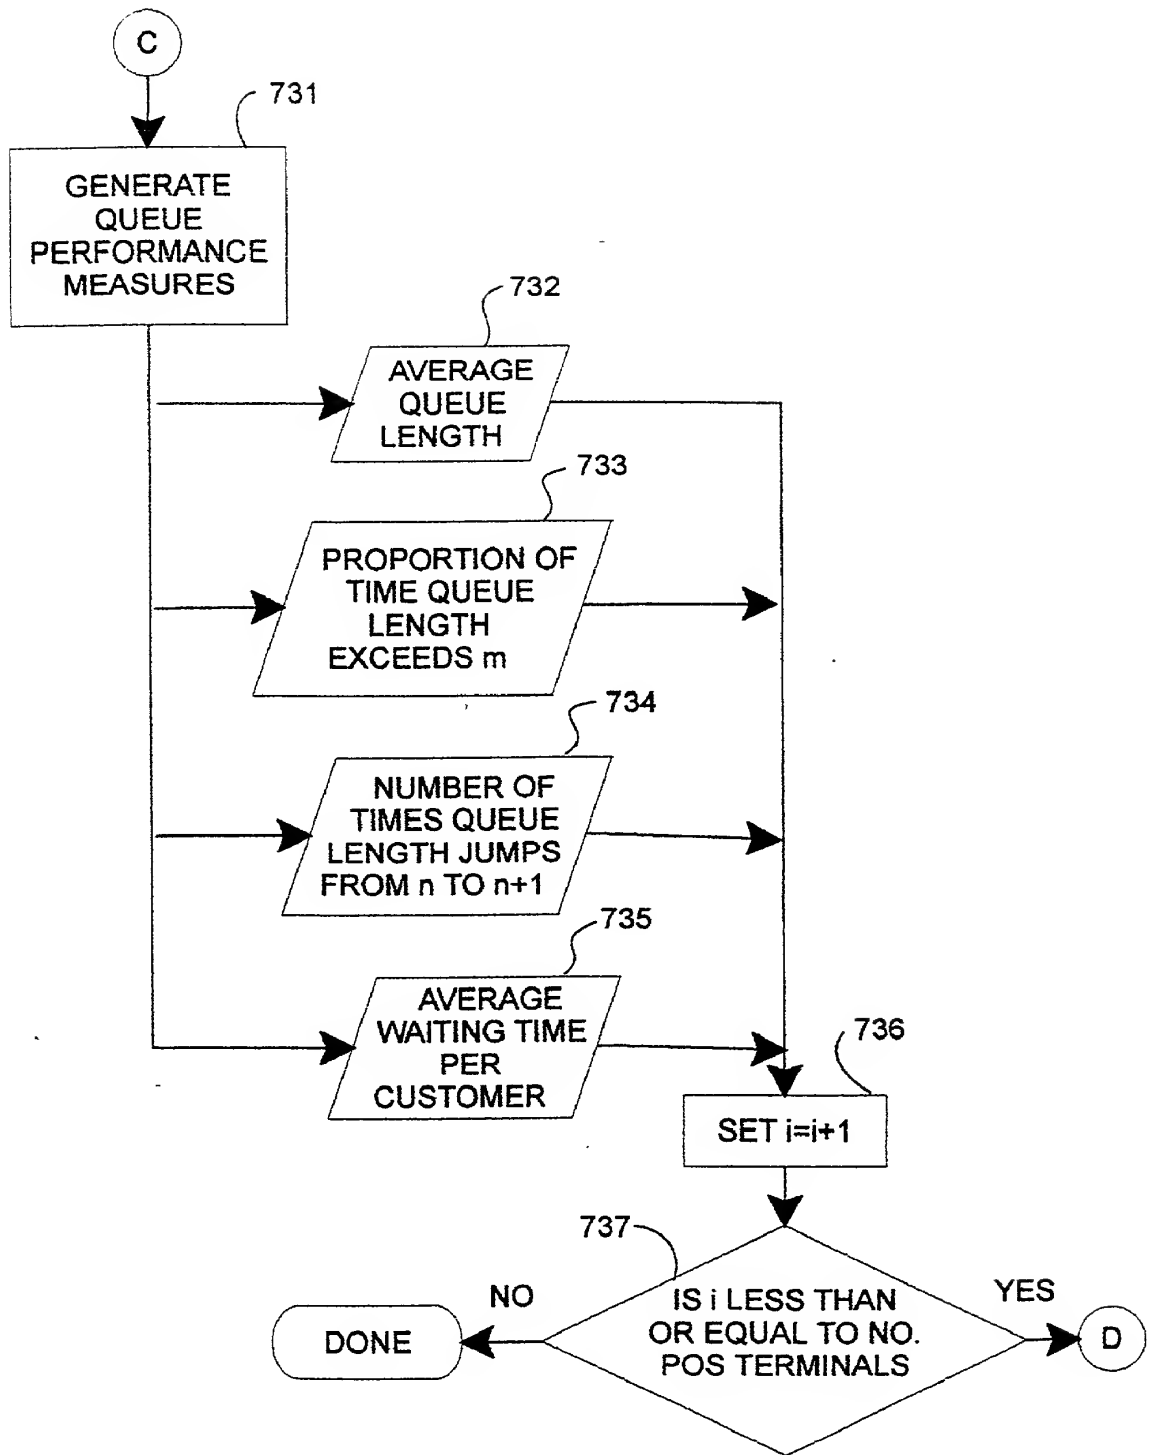 C
731
GENERATE
QUEUE
PERFORMANCE
MEASURES
732
AVERAGE
QUEUE
LENGTH
733
PROPORTION OF
TIME QUEUE
LENGTH
EXCEEDS m
734
NUMBER OF
TIMES QUEUE
LENGTH JUMPS
FROM n TO n+1
735
AVERAGE
WAITING TIME
PER
CUSTOMER
736
SET i=i+1
737
IS i LESS THAN
OR EQUAL TO NO.
POS TERMINALS
NO
DONE
YES
D